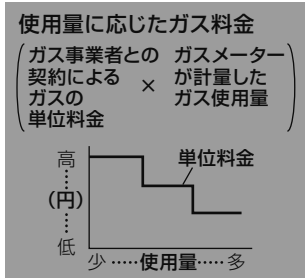 使用量に応じたガス料金
ガス事業者との
契約による
ガスの
単位料金
×
ガスメーター
が計量した
ガス使用量
単位料金
高
……
(円)
……
低
少……使用量……多